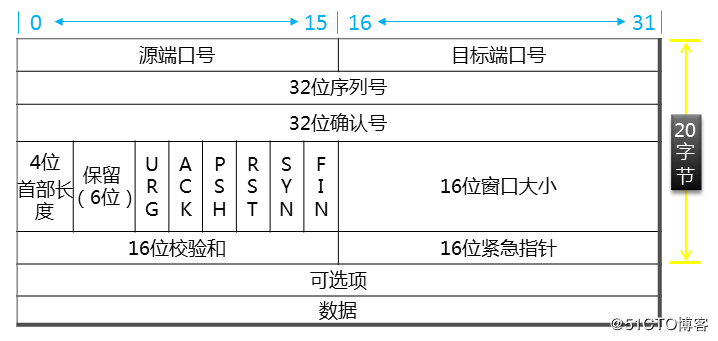 0 15 16 31
源端口号 目标端口号
32位序列号
32位确认号
4位
首部长
度
保留
（6位）
URG
ACK
PSH
RST
SYN
FIN
16位窗口大小
16位校验和 16位紧急指针
可选项
数据
20
字
节
@51CTO博客